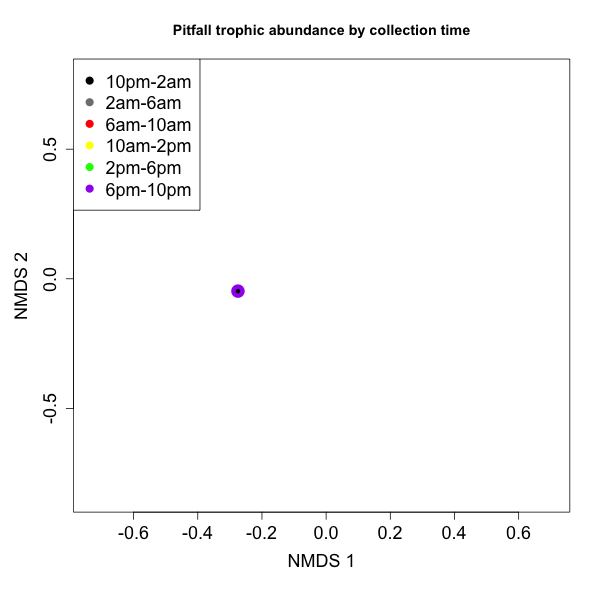 Pitfall trophic abundance by collection time
10pm-2am
2am-6am
6am-10am
10am-2pm
2pm-6pm
6pm-10pm
0.5
0.0
-0.5
NMDS 2
-0.6 -0.4 -0.2 0.0 0.2 0.4 0.6
NMDS 1